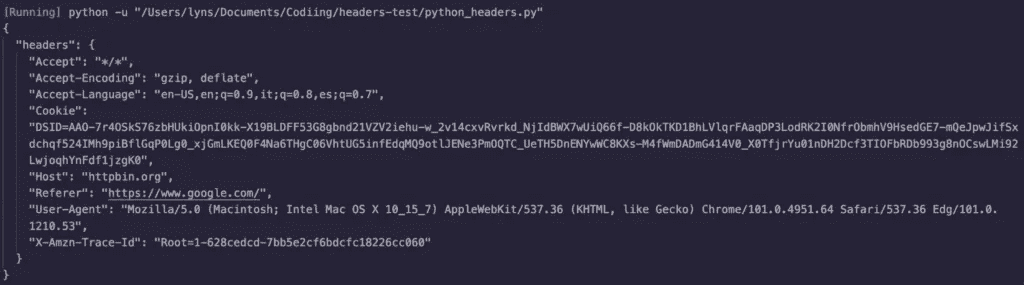 [Running] python -u "/Users/lyns/Documents/Codiing/headers-test/python_headers.py"
{
"headers": {
"Accept": "*/*",
"Accept-Encoding": "gzip, deflate",
"Accept-Language": "en-US,en;q=0.9,it;q=0.8,es;q=0.7",
"Cookie":
"DSID=AAO-7r4OSkS76zbHUkiOpnI0kk-X19BLDFF53G8gbnd21VZV2iehu-w_2v14cxvRvrkd_NjIdBWX7wUiQ66f-D8kOkTKD1BhLVlqrFAaqDP3LodRK2I0NfrObmhV9HsedGE7-mQeJpwJifSx
dchqf524IMh9piBflGqP0Lg0_xjGmLKEQ0F4Na6THgC06VhtUG5infEdqMQ9otlJENe3PmOQTC_UeTH5DnENYwWC8KXs-M4fWmDADmG414V0_X0TfjrYu01nDH2Dcf3TIOFbRDb993g8nOCswLMi92
LwjoqhYnFdf1jzgK0",
"Host": "httpbin.org",
"Referer": "https://www.google.com/",
"User-Agent": "Mozilla/5.0 (Macintosh; Intel Mac OS X 10_15_7) AppleWebKit/537.36 (KHTML, like Gecko) Chrome/101.0.4951.64 Safari/537.36 Edg/101.0.
1210.53",
"X-Amzn-Trace-Id": "Root=1-628cedcd-7bb5e2cf6bdcfc18226cc060"
}
}